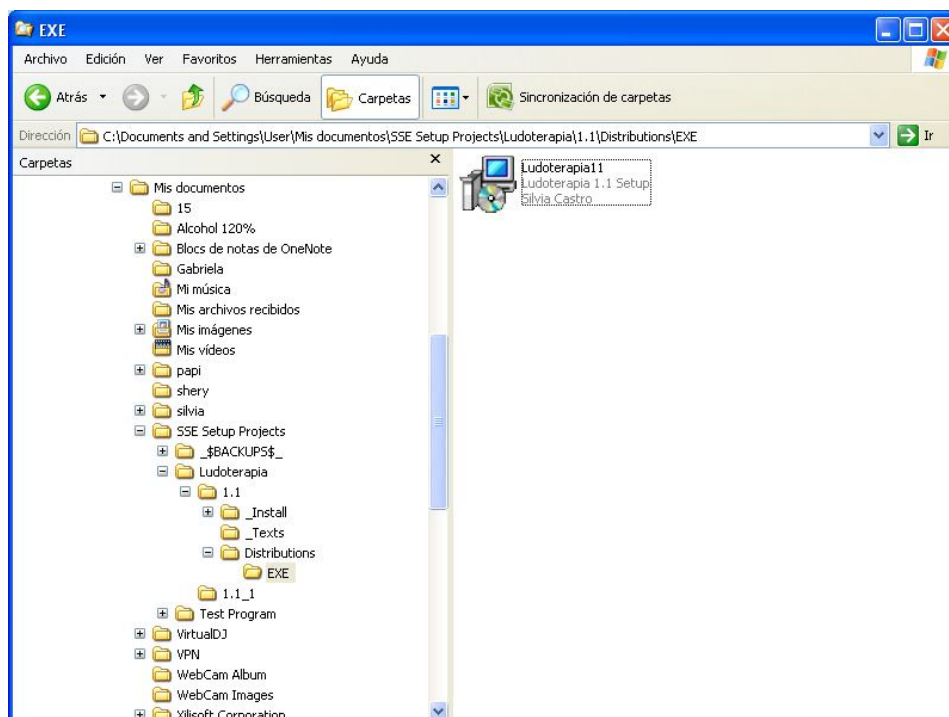 EXE
Archivo Edición Ver Favoritos Herramientas Ayuda
Atrás Búsqueda Carpetas Sincronización de carpetas
Dirección C:\Documents and Settings\User\Mis documentos\SSE Setup Projects\Ludoterapia\1.1\Distributions\EXE Ir
Carpetas
Mis documentos
15
Alcohol 120%
Blocs de notas de OneNote
Gabriela
Mi música
Mis archivos recibidos
Mis imágenes
Mis vídeos
papi
shery
silvia
SSE Setup Projects
_$BACKUPS$_
Ludoterapia
1.1
_Install
_Texts
Distributions
EXE
1.1_1
Test Program
VirtualDJ
VPN
WebCam Album
WebCam Images
Xilisoft Corporation
Ludoterapia11
Ludoterapia 1.1 Setup
Silvia Castro